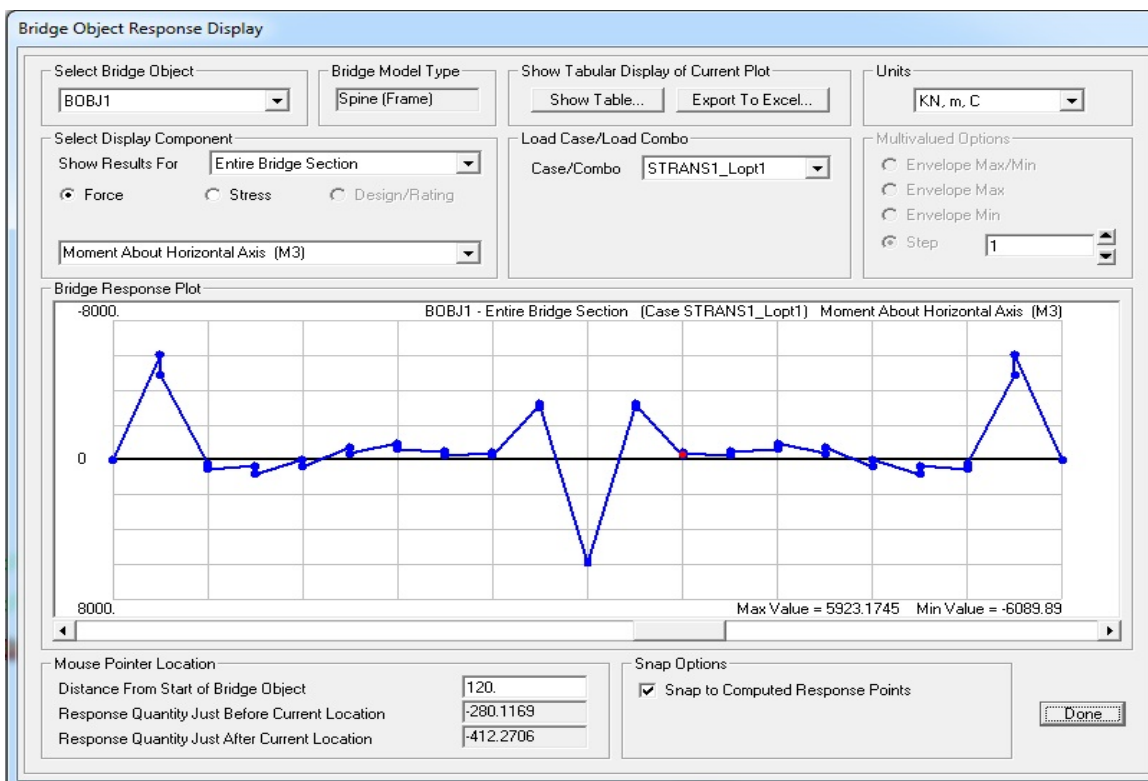 Bridge Object Response Display
Select Bridge Object
BOBJ1
Bridge Model Type
Spine (Frame)
Show Tabular Display of Current Plot
Show Table...
Export To Excel...
Units
KN, m, C
Select Display Component
Show Results For
Entire Bridge Section
Force
Stress
Design/Rating
Moment About Horizontal Axis (M3)
Load Case/Load Combo
Case/Combo
STRANS1_Lopt1
Multivalued Options
Envelope Max/Min
Envelope Max
Envelope Min
Step
1
Bridge Response Plot
-8000.
BOBJ1 - Entire Bridge Section (Case STRANS1_Lopt1) Moment About Horizontal Axis (M3)
0
8000.
Max Value = 5923.1745 Min Value = -6089.89
Mouse Pointer Location
Distance From Start of Bridge Object
120.
Response Quantity Just Before Current Location
-280.1169
Response Quantity Just After Current Location
-412.2706
Snap Options
Snap to Computed Response Points
Done